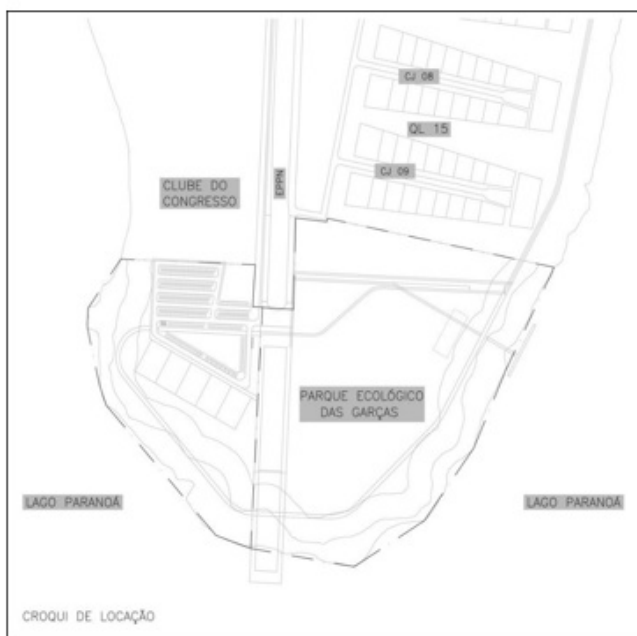 CJ 08
QL 15
CJ 09
EPPN
CLUBE DO
CONGRESSO
PARQUE ECOLÓGICO
DAS GARÇAS
LAGO PARANOÁ
LAGO PARANOÁ
CROQUI DE LOCAÇÃO